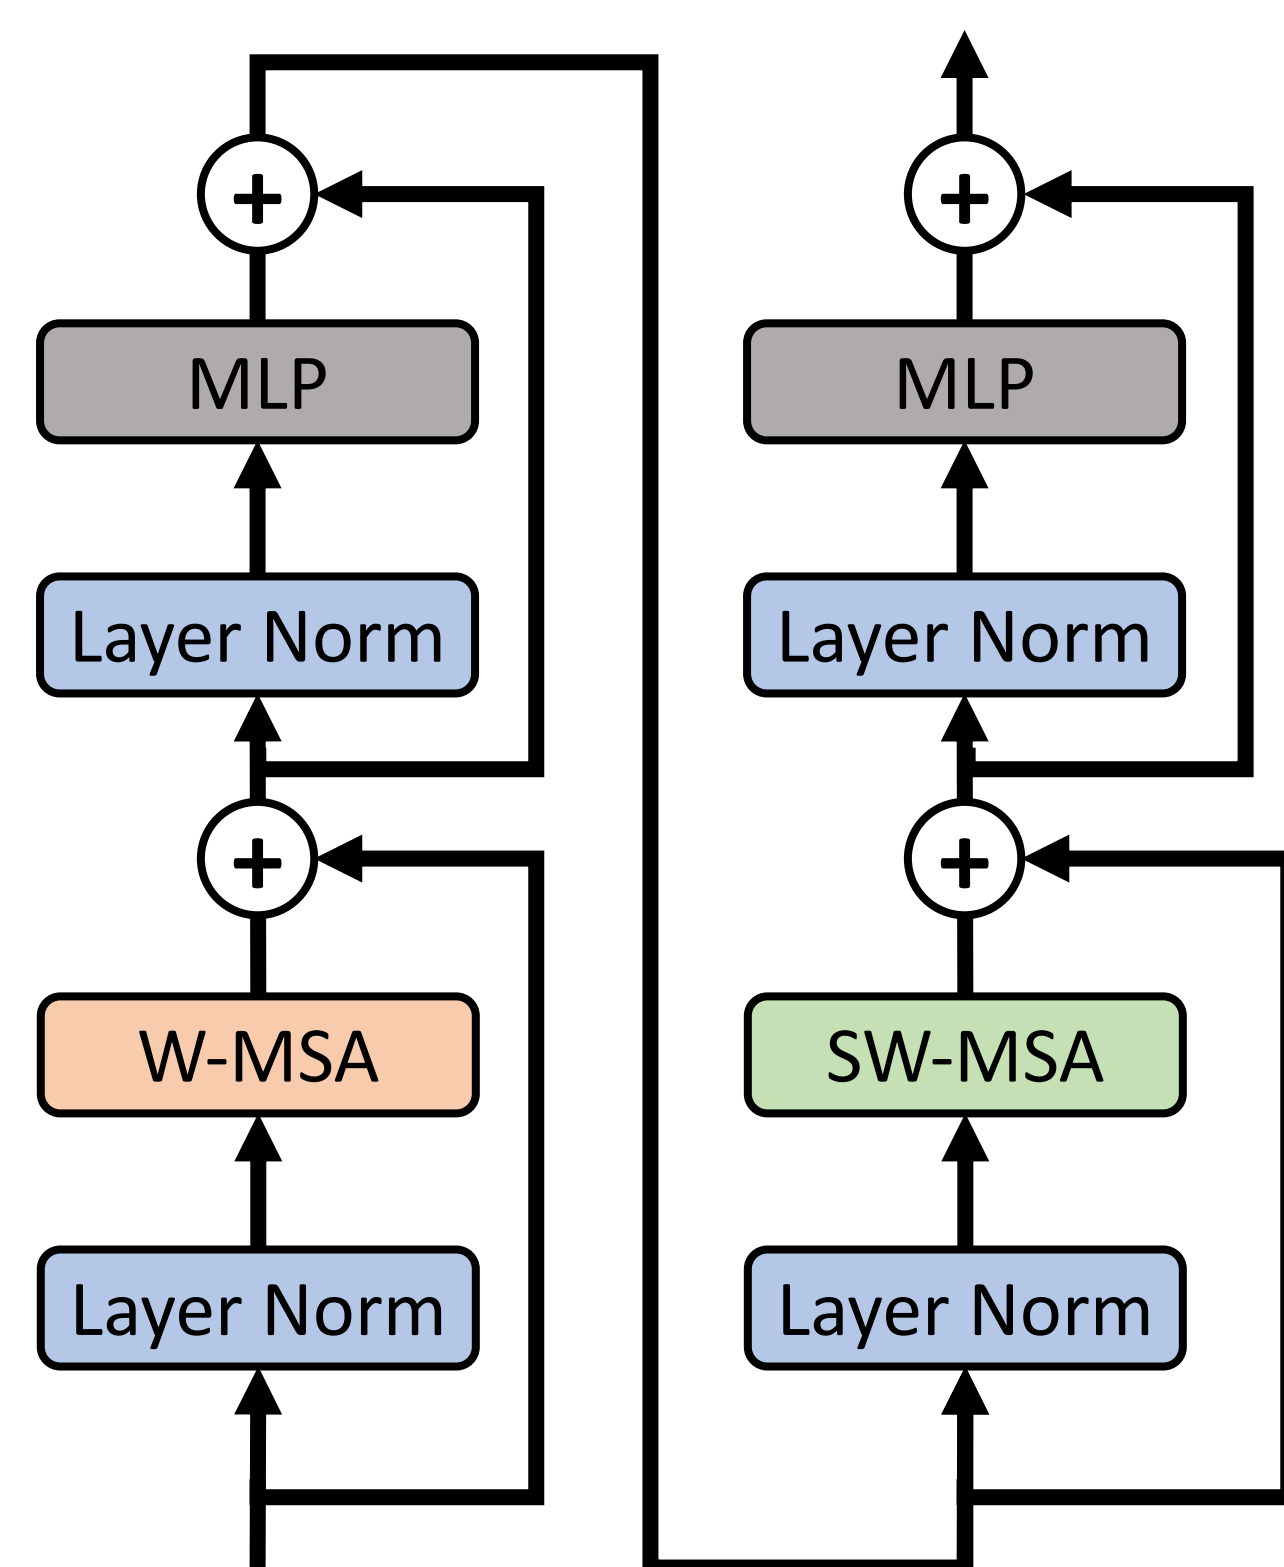 +
MLP
Layer Norm
+
W-MSA
Layer Norm
+
MLP
Layer Norm
+
SW-MSA
Layer Norm